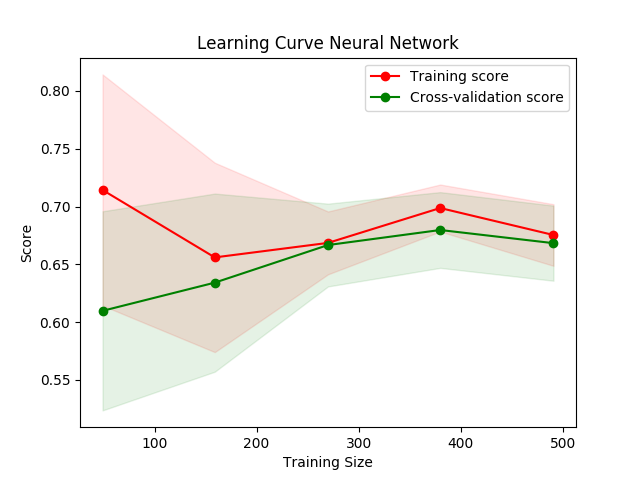 Learning Curve Neural Network
Training score
Cross-validation score
Score
0.80
0.75
0.70
0.65
0.60
0.55
100
200
300
400
500
Training Size